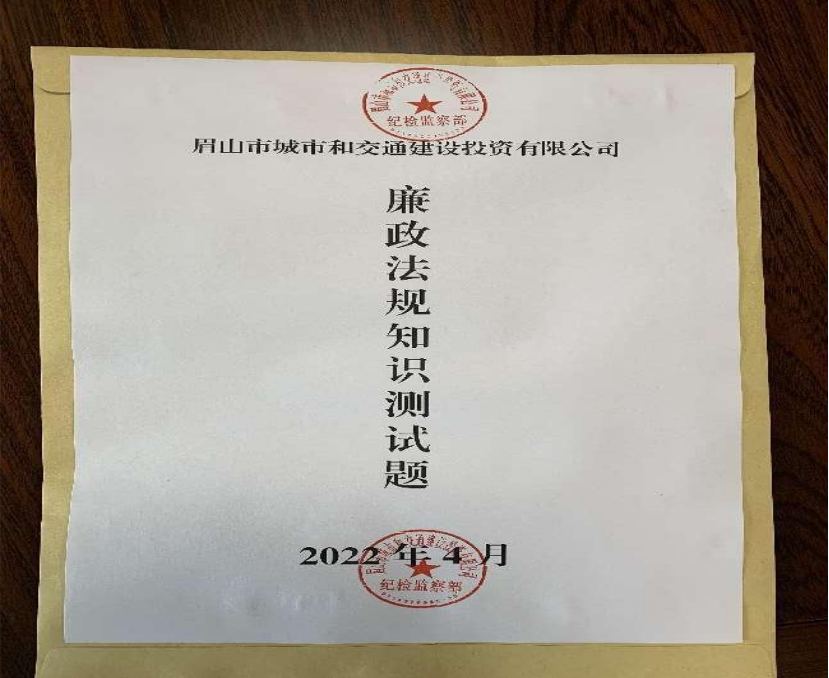 纪检监察部
眉山市城市和交通建设投资有限公司
廉政法规知识测试题
2022年4月
纪检监察部